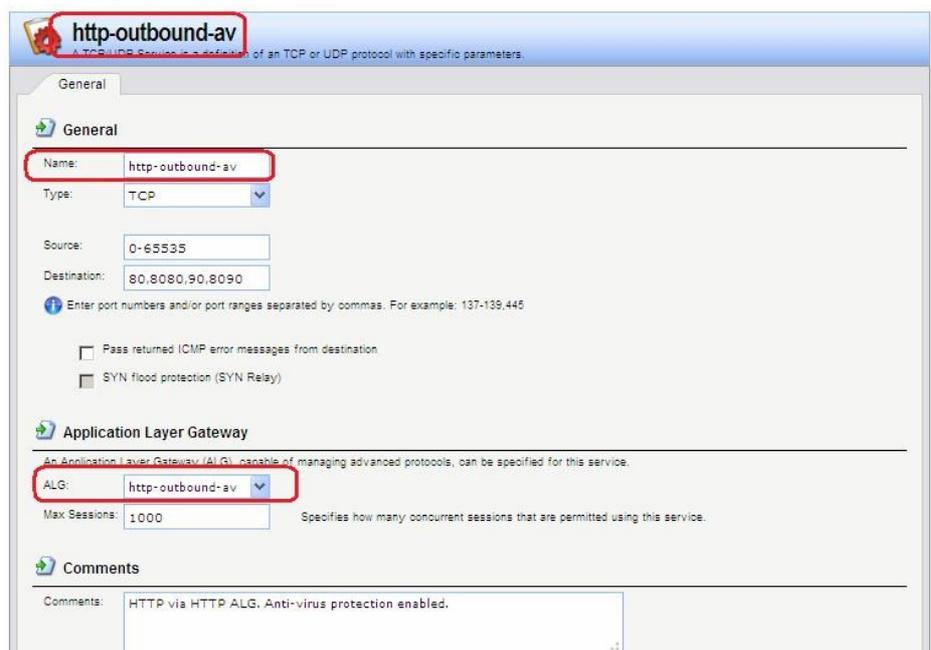 http-outbound-av
A TCP/UDP Service is a definition of an TCP or UDP protocol with specific parameters.
General
General
Name: http-outbound-av
Type: TCP
Source: 0-65535
Destination: 80,8080,90,8090
Enter port numbers and/or port ranges separated by commas. For example: 137-139,445
Pass returned ICMP error messages from destination
SYN flood protection (SYN Relay)
Application Layer Gateway
An Application Layer Gateway (ALG), capable of managing advanced protocols, can be specified for this service.
ALG: http-outbound-av
Max Sessions: 1000 Specifies how many concurrent sessions that are permitted using this service.
Comments
Comments: HTTP via HTTP ALG. Anti-virus protection enabled.